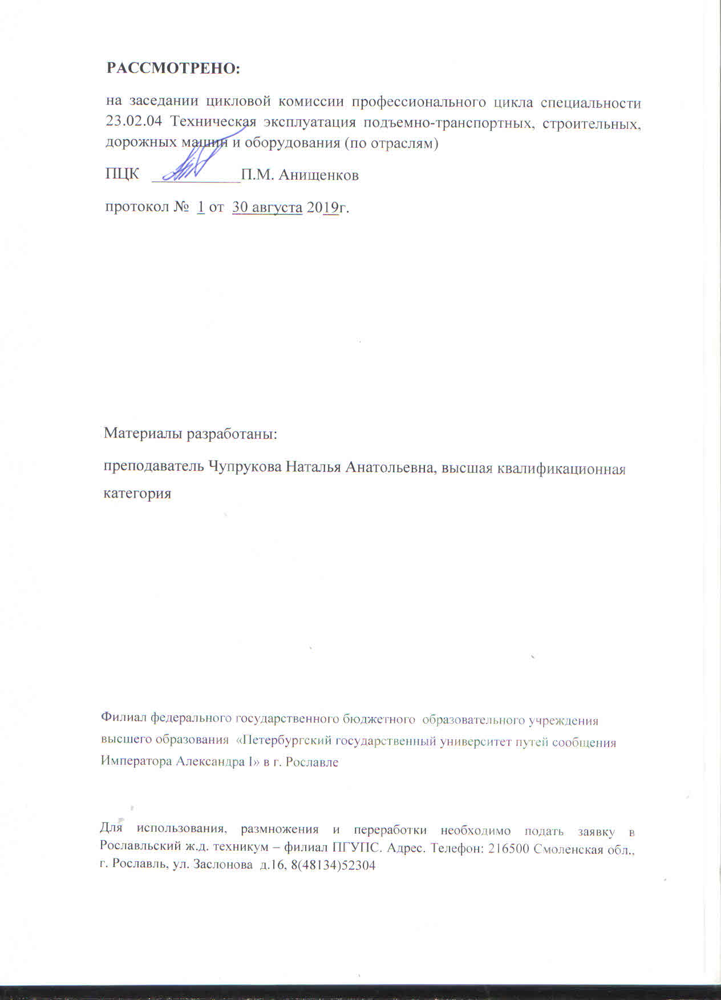 РАССМОТРЕНО:
на заседании цикловой комиссии профессионального цикла специальности
23.02.04 Техническая эксплуатация подъемно-транспортных, строительных,
дорожных машин и оборудования (по отраслям)
ПЦК ____________П.М. Анищенков
протокол № 1 от 30 августа 2019г.
Материалы разработаны:
преподаватель Чупрукова Наталья Анатольевна, высшая квалификационная
категория
Филиал федерального государственного бюджетного образовательного учреждения
высшего образования «Петербургский государственный университет путей сообщения
Императора Александра I» в г. Рославле
Для использования, размножения и переработки необходимо подать заявку в
Рославльский ж.д. техникум – филиал ПГУПС. Адрес. Телефон: 216500 Смоленская обл.,
г. Рославль, ул. Заслонова д.16, 8(48134)52304